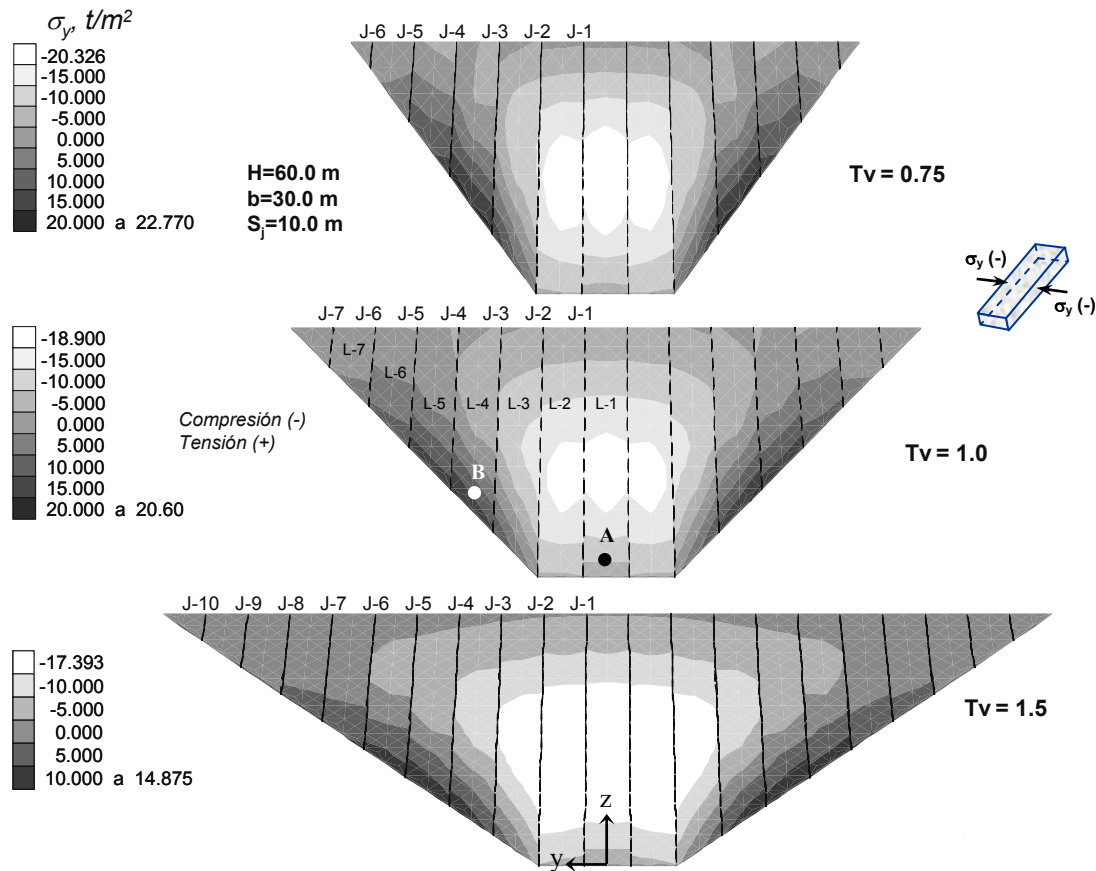 σy, t/m²
-20.326
-15.000
-10.000
-5.000
0.000
5.000
10.000
15.000
20.000 a 22.770
J-6 J-5 J-4 J-3 J-2 J-1
H=60.0 m
b=30.0 m
Sj=10.0 m
Tv = 0.75
σy (-)
σy (-)
-18.900
-15.000
-10.000
-5.000
0.000
5.000
10.000
15.000
20.000 a 20.60
J-7 J-6 J-5 J-4 J-3 J-2 J-1
L-7
L-6
L-5 L-4 L-3 L-2 L-1
Compresión (-)
Tensión (+)
B
A
Tv = 1.0
J-10 J-9 J-8 J-7 J-6 J-5 J-4 J-3 J-2 J-1
-17.393
-10.000
-5.000
0.000
5.000
10.000 a 14.875
Tv = 1.5
z
y